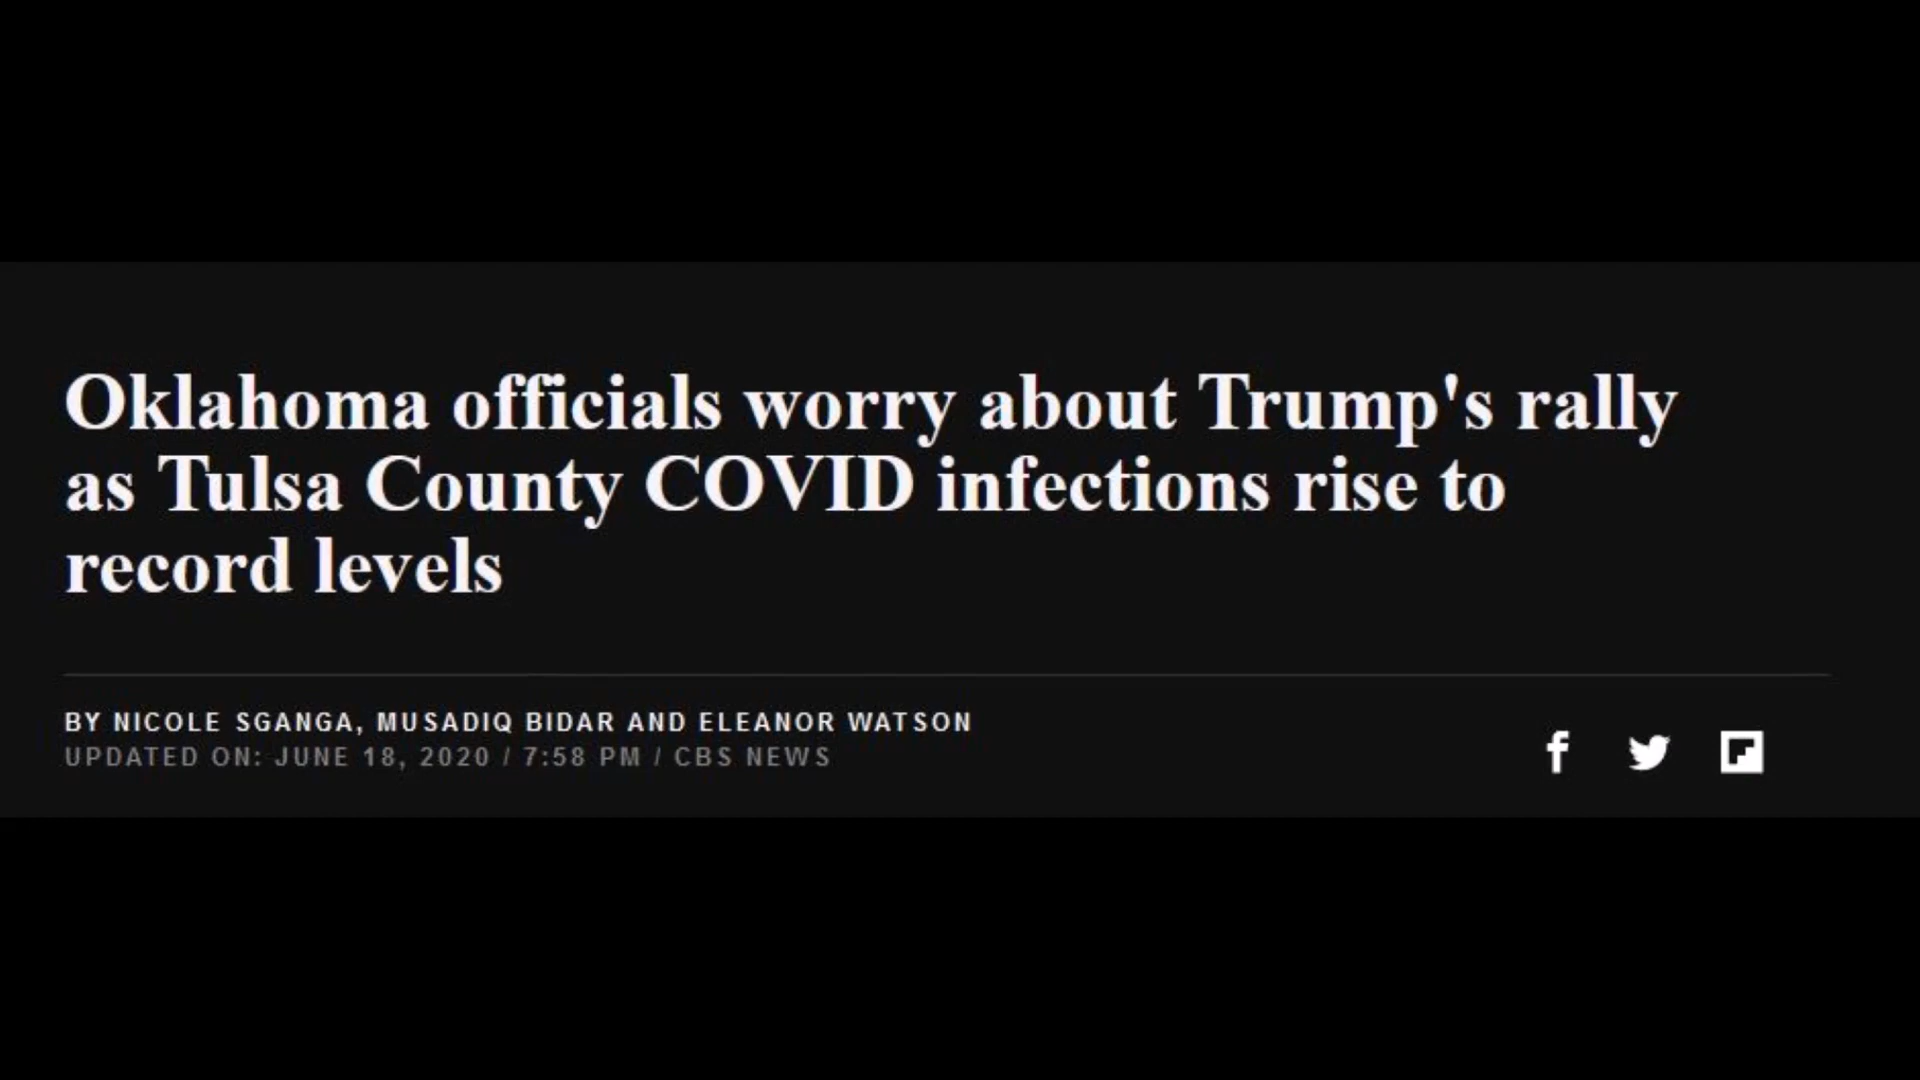 Oklahoma officials worry about Trump's rally
as Tulsa County COVID infections rise to
record levels
BY NICOLE SGANGA, MUSADIQ BIDAR AND ELEANOR WATSON
UPDATED ON: JUNE 18, 2020 / 7:58 PM / CBS NEWS